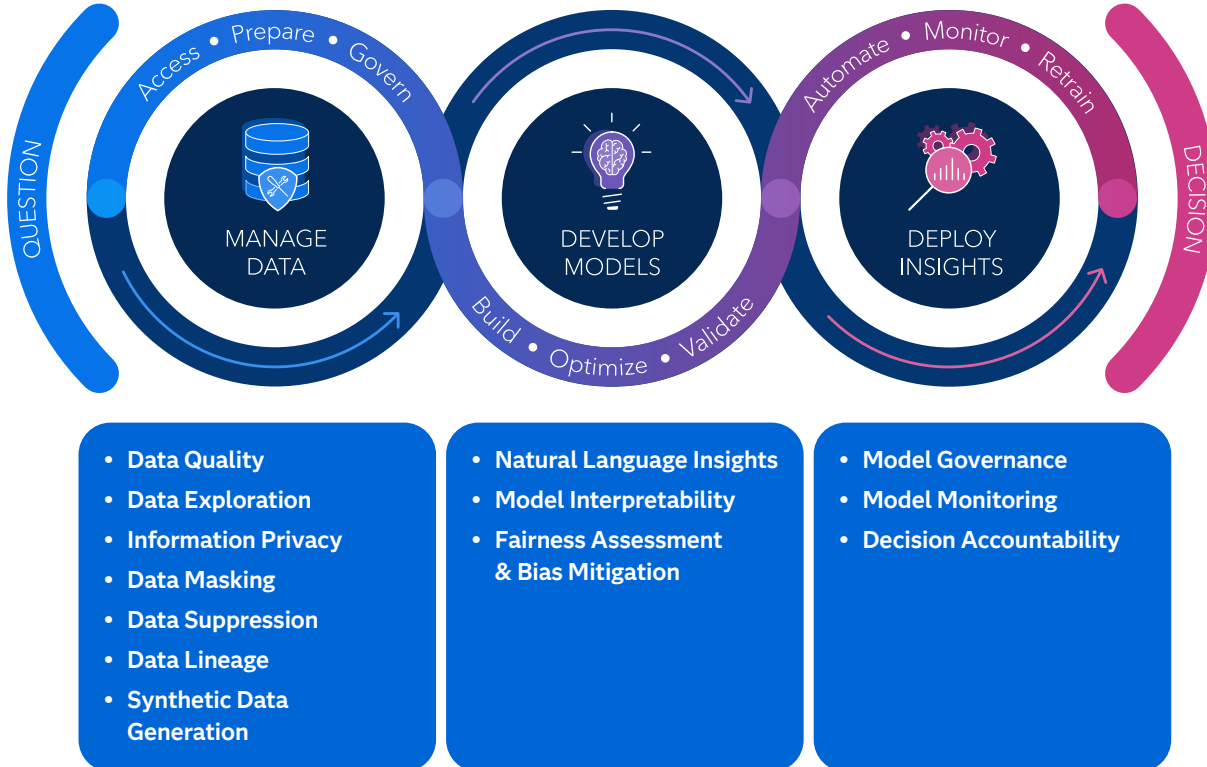 QUESTION
Access • Prepare • Govern
MANAGE
DATA
DEVELOP
MODELS
Build • Optimize • Validate
Automate • Monitor • Retrain
DEPLOY
INSIGHTS
DECISION
• Data Quality
• Data Exploration
• Information Privacy
• Data Masking
• Data Suppression
• Data Lineage
• Synthetic Data
Generation
• Natural Language Insights
• Model Interpretability
• Fairness Assessment
& Bias Mitigation
• Model Governance
• Model Monitoring
• Decision Accountability